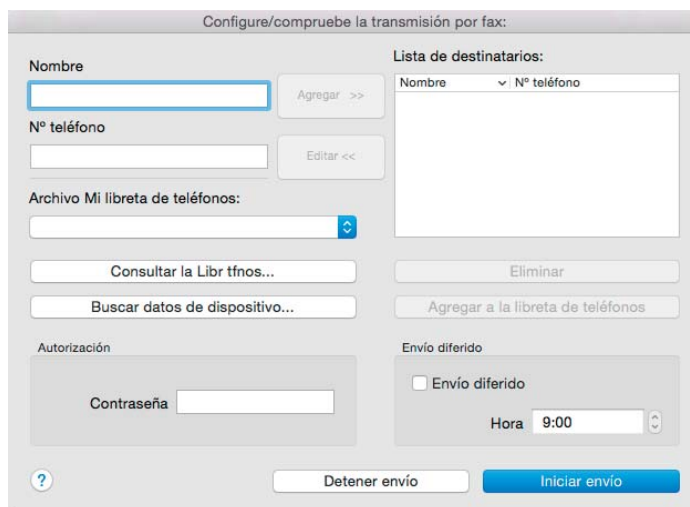 Configure/compruebe la transmisión por fax:
Nombre
Agregar >>
Nº teléfono
Editar <<
Archivo Mi libreta de teléfonos:
Consultar la Libr tfnos...
Buscar datos de dispositivo...
Lista de destinatarios:
Nombre Nº teléfono
Eliminar
Agregar a la libreta de teléfonos
Autorización
Contraseña
Envío diferido
Envío diferido
Hora 9:00
?
Detener envío
Iniciar envío